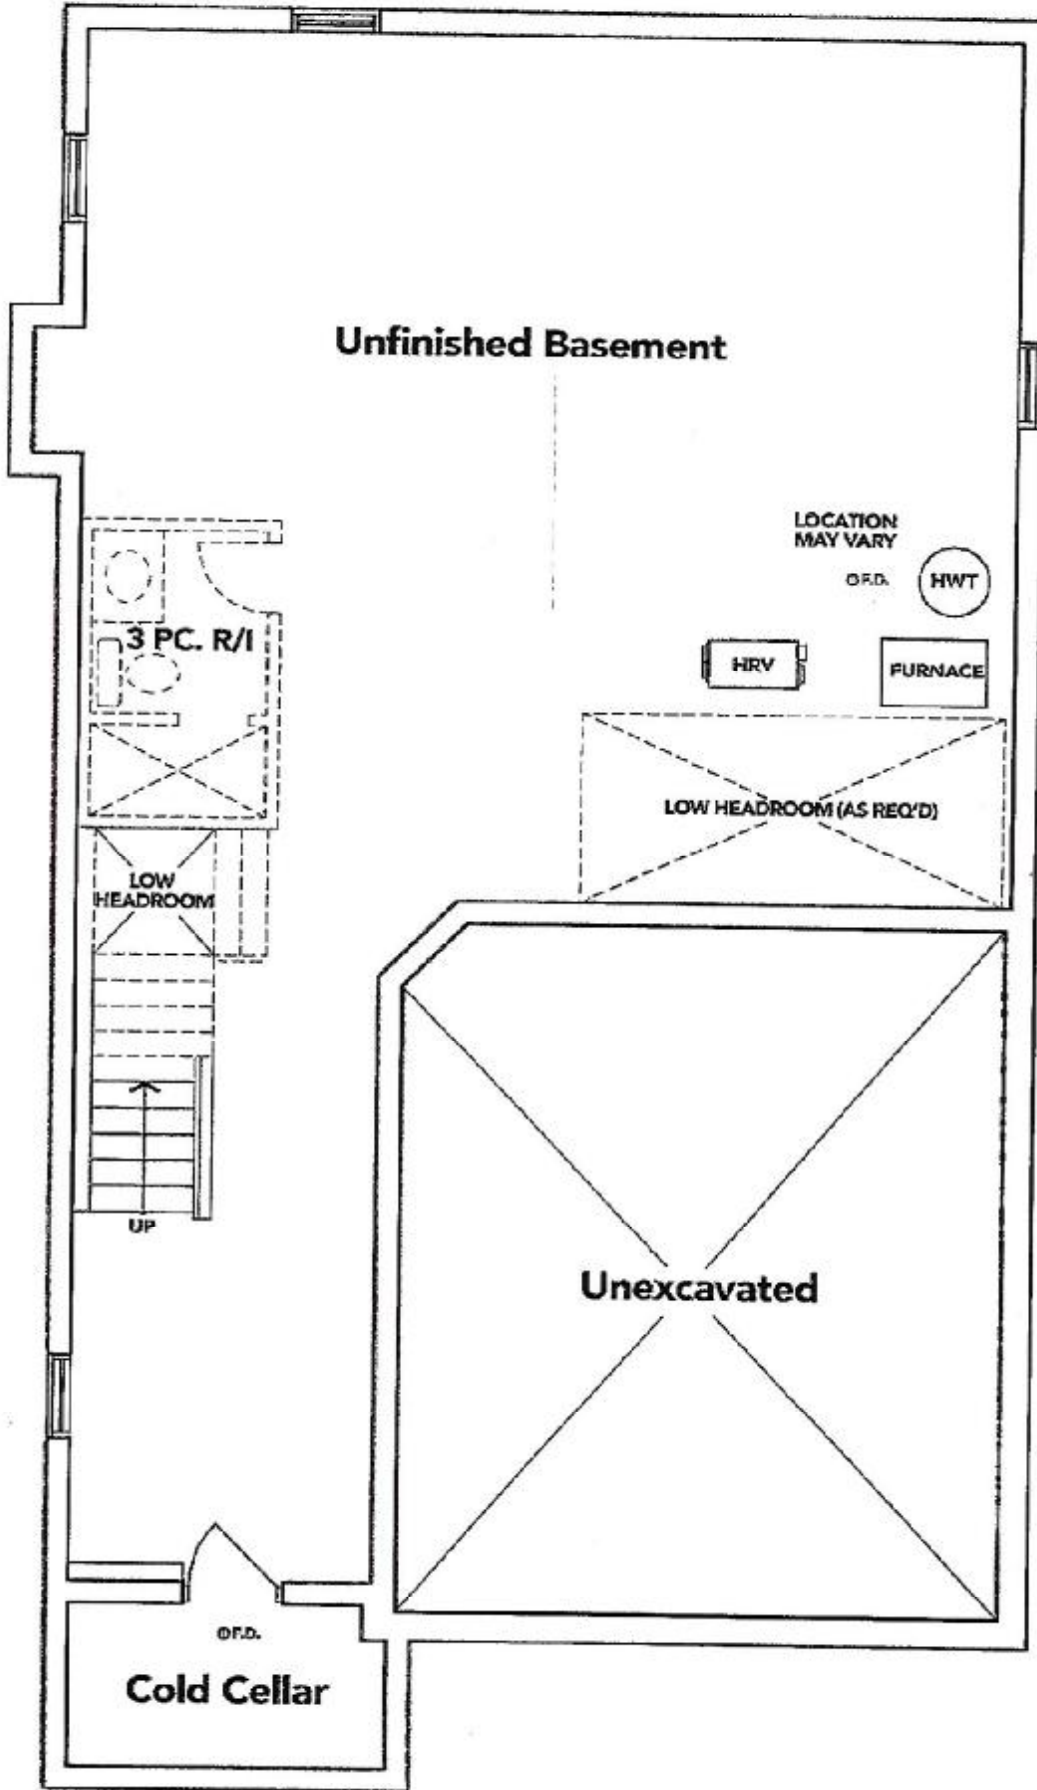 Unfinished Basement
LOCATION
MAY VARY
F.D.
HWT
3 PC. R/I
HRV
FURNACE
LOW HEADROOM (AS REQ'D)
LOW
HEADROOM
UP
Unexcavated
F.D.
Cold Cellar